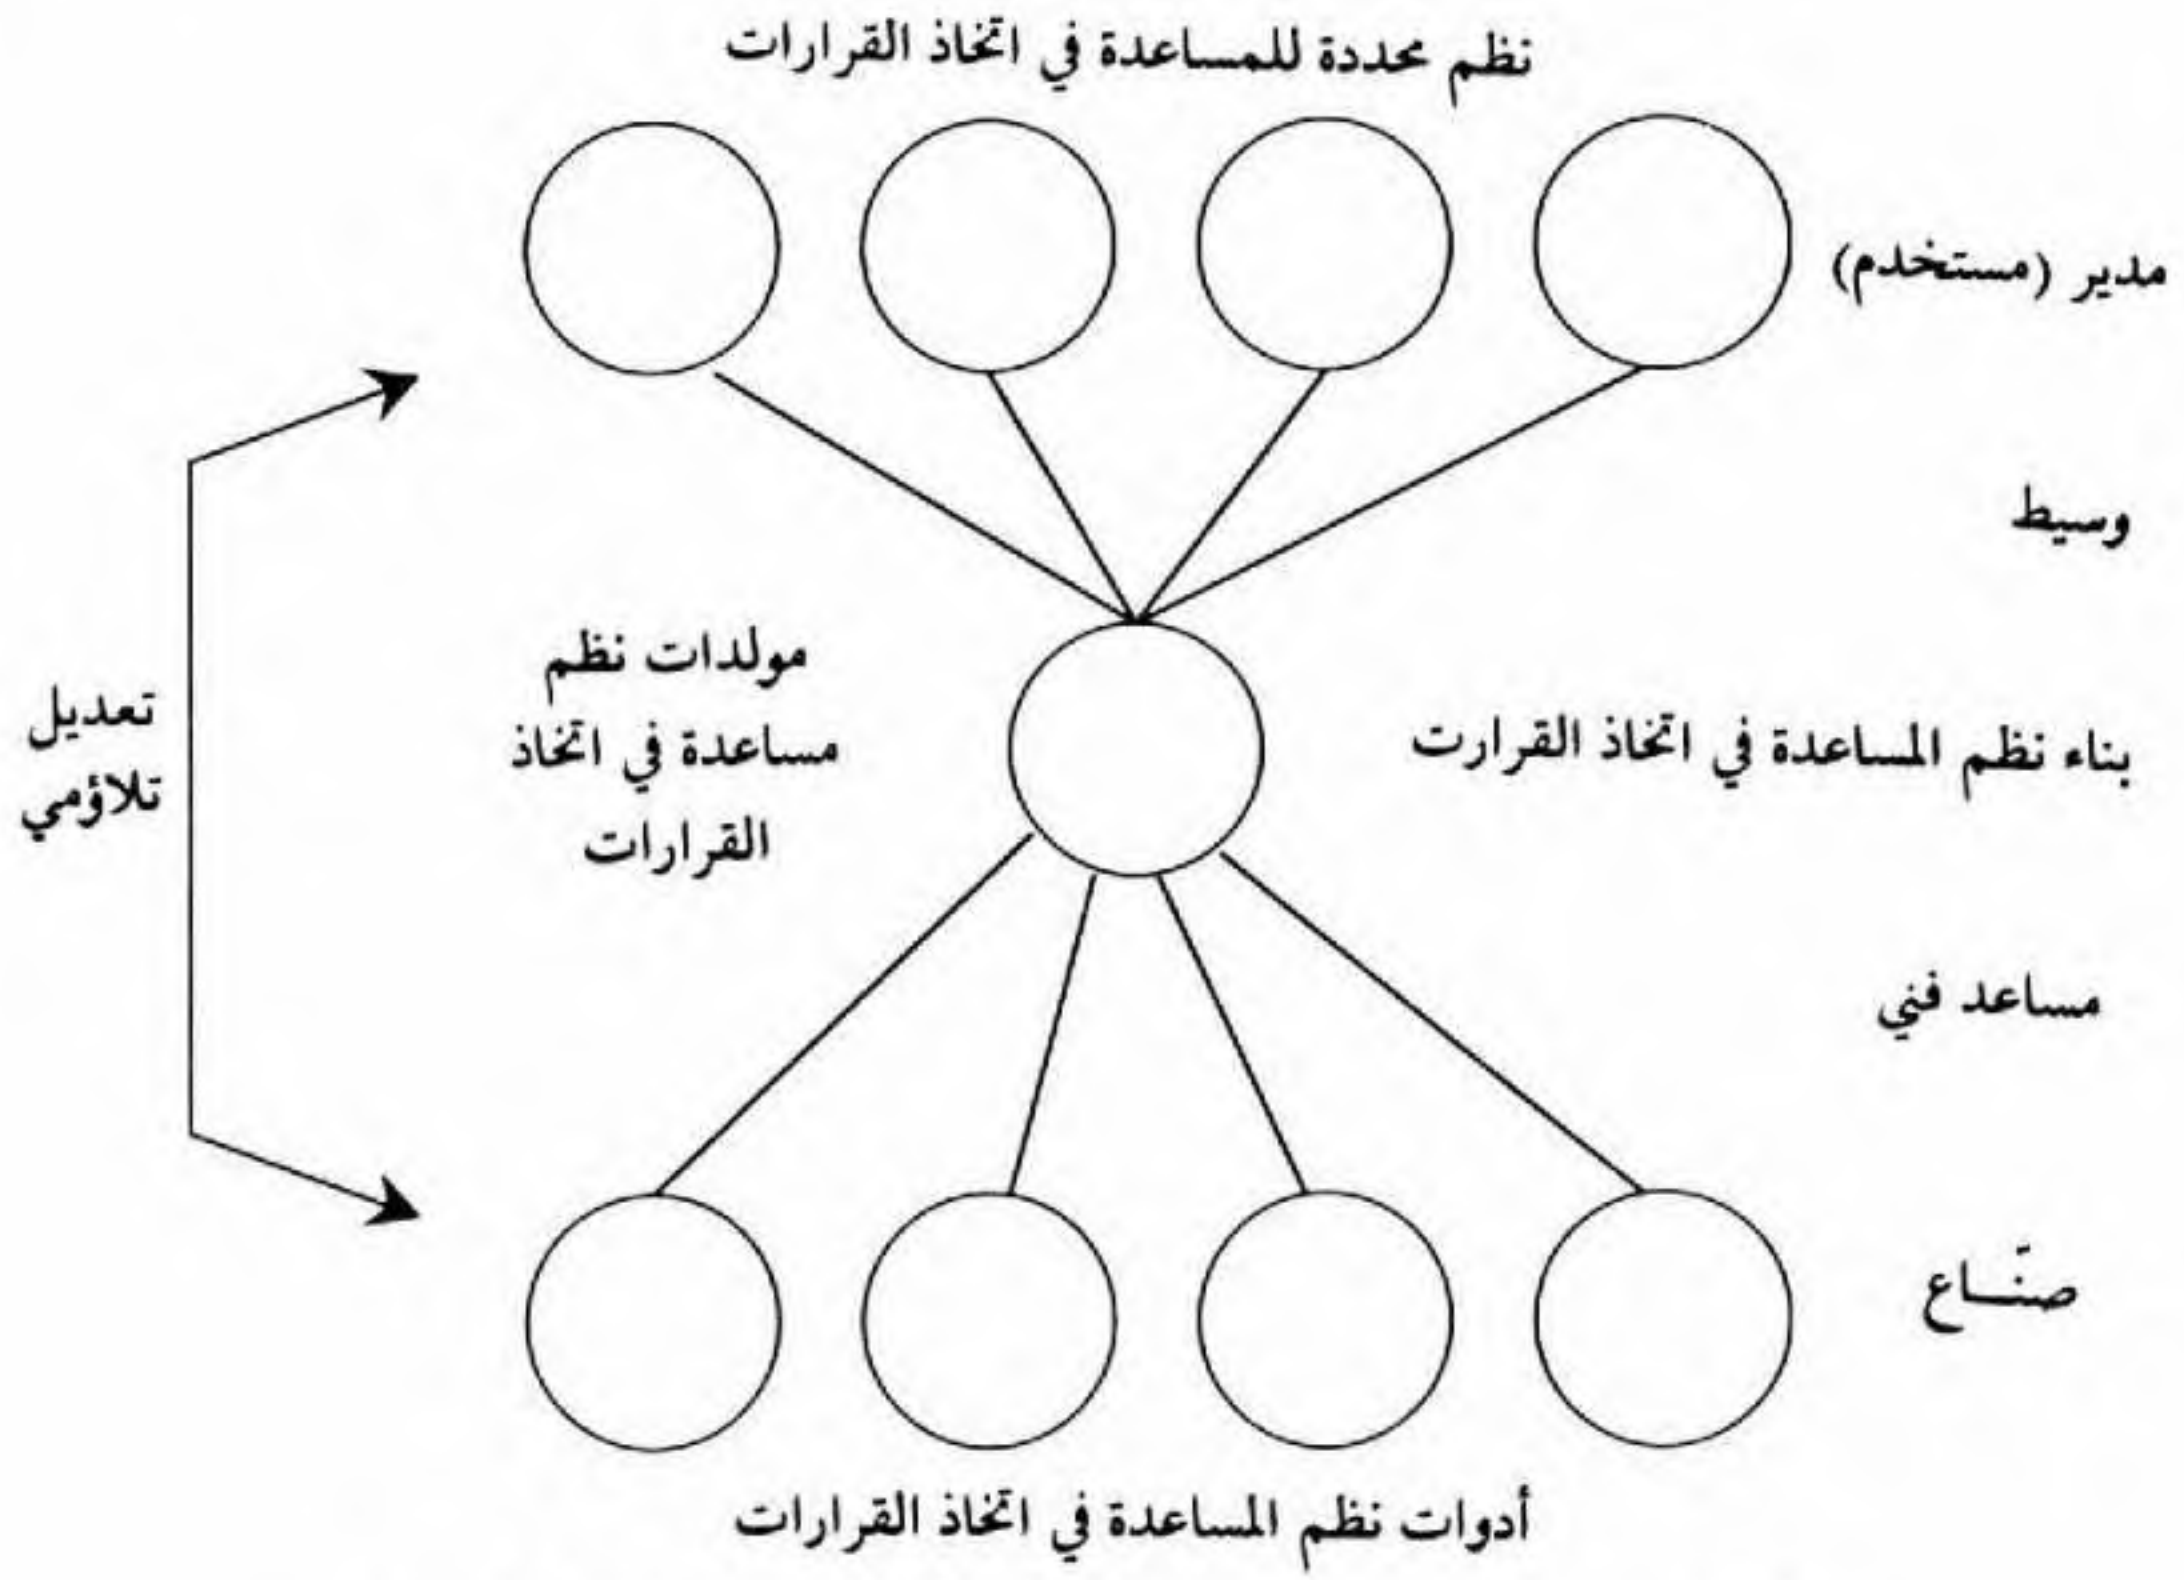 نظم محددة للمساعدة في اتخاذ القرارات
مدير (مستخدم)
وسيط
مولدات نظم
مساعدة في اتخاذ
القرارات
بناء نظم المساعدة في اتخاذ القرارت
تعديل
تلاؤمي
مساعد فني
صنّاع
أدوات نظم المساعدة في اتخاذ القرارات